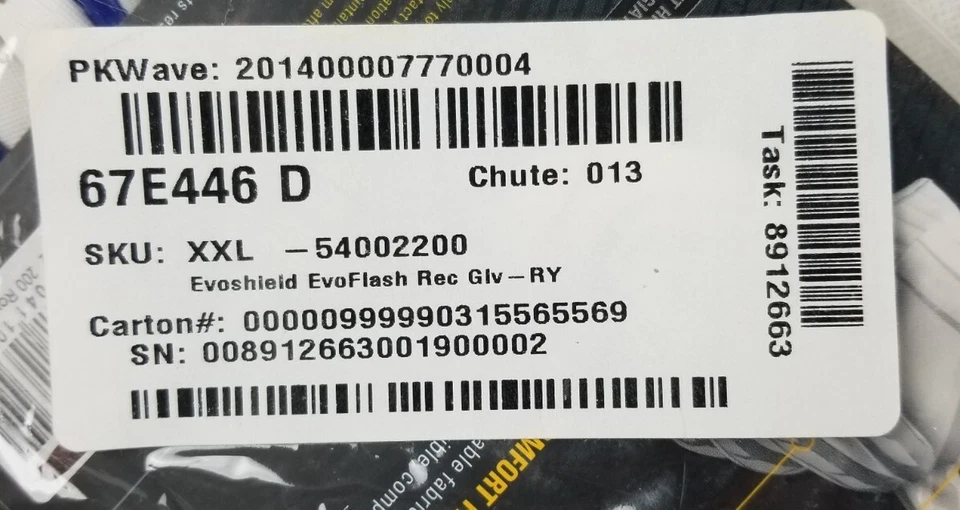 PKWave: 201400007770004
67E446 D
Chute: 013
SKU: XXL -54002200
Evoshield EvoFlash Rec Glv-RY
Carton#: 00000999990315565569
SN: 008912663001900002
Task: 8912663